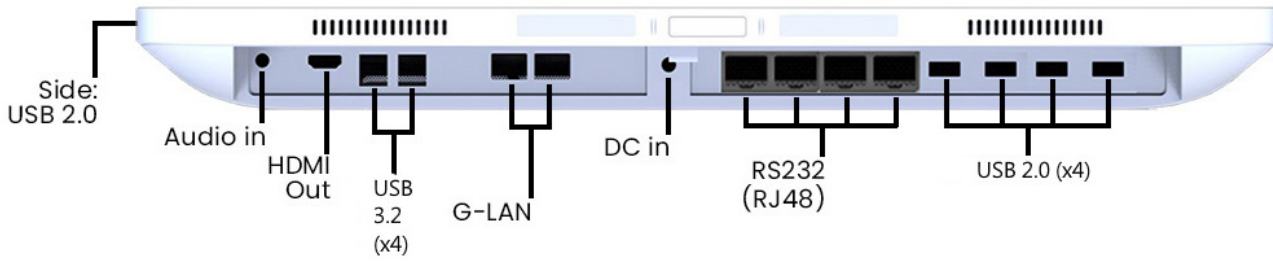 Side:
USB 2.0
Audio in
HDMI
Out
USB
3.2
(x4)
G-LAN
DC in
RS232
(RJ48)
USB 2.0 (x4)